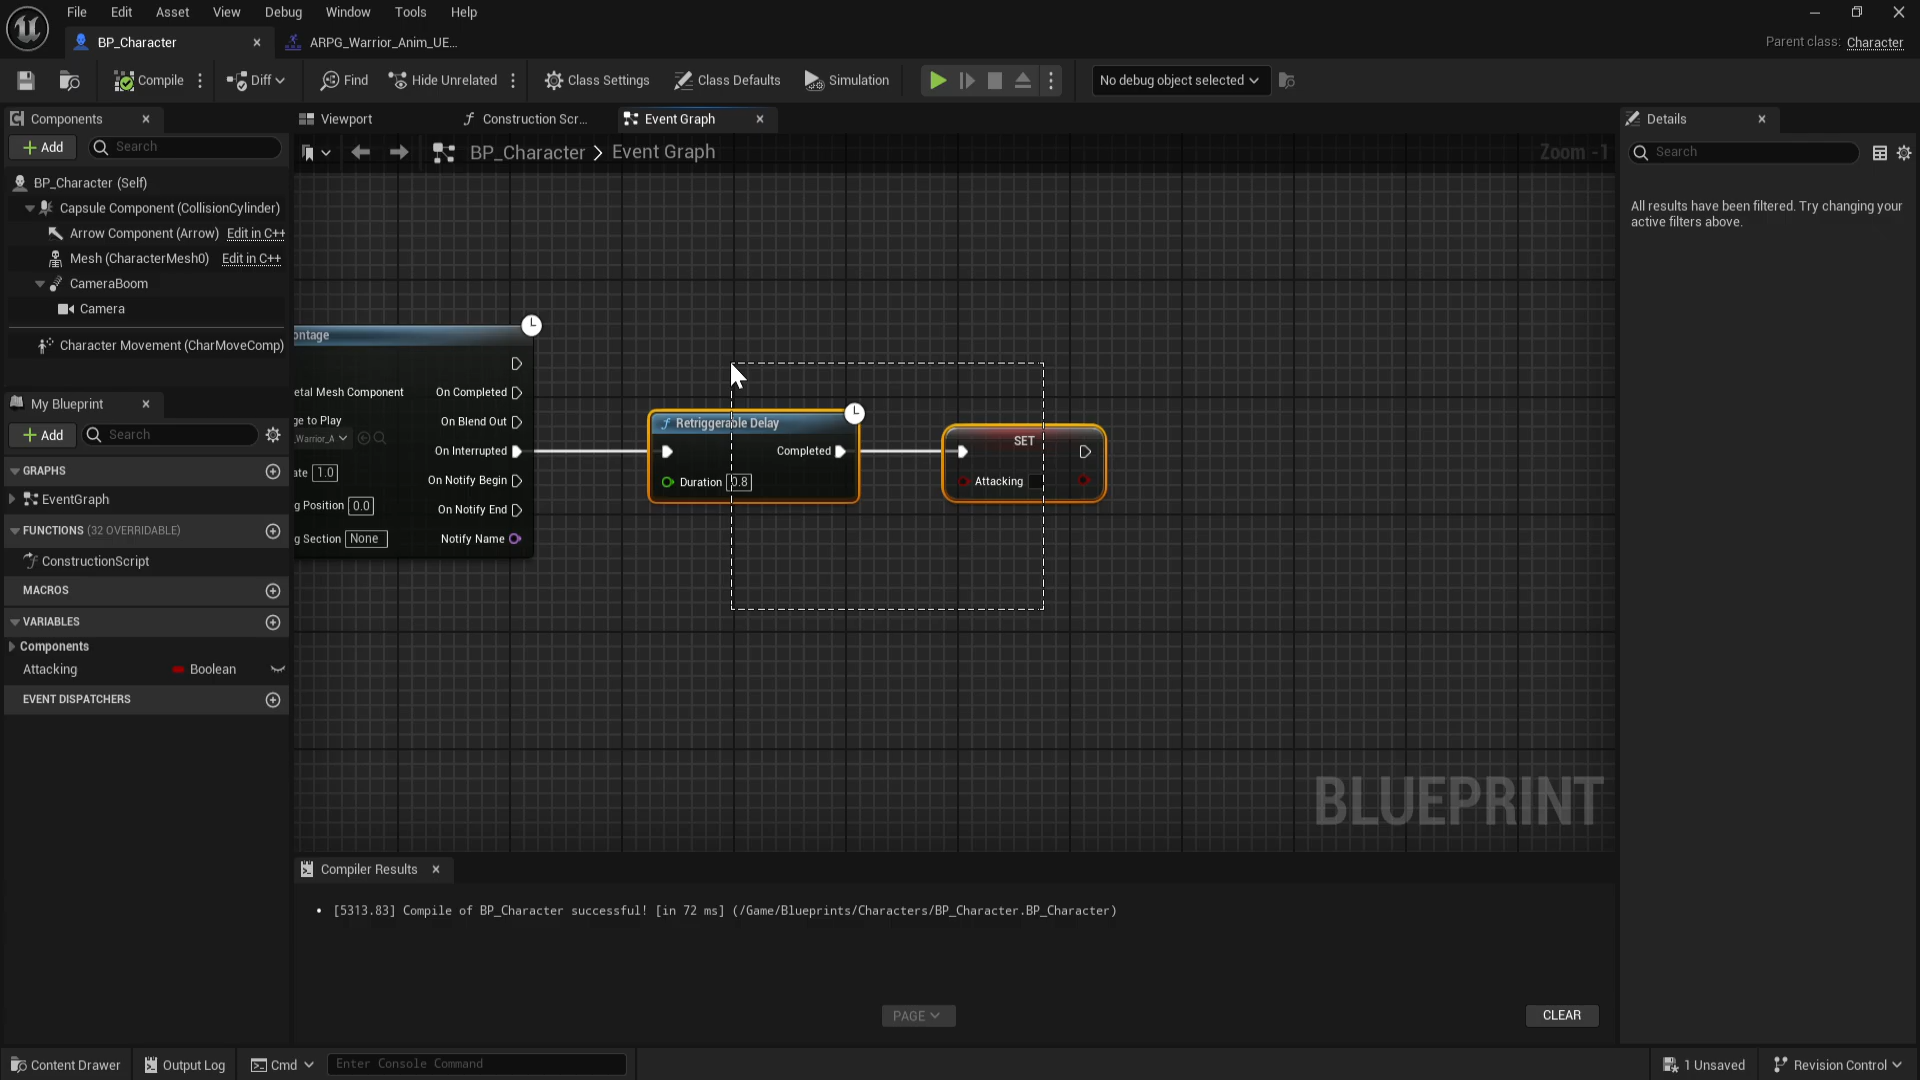 File Edit Asset View Debug Window Tools Help
BP_Character
ARPG_Warrior_Anim_UE...
Parent class: Character
Compile
Diff
Find
Hide Unrelated
Class Settings
Class Defaults
Simulation
No debug object selected
Components
Add
Search
BP_Character (Self)
Capsule Component (CollisionCylinder)
Arrow Component (Arrow) Edit in C++
Mesh (CharacterMesh0) Edit in C++
CameraBoom
Camera
Character Movement (CharMoveComp)
My Blueprint
Add
Search
GRAPHS
EventGraph
FUNCTIONS (32 OVERRIDABLE)
ConstructionScript
MACROS
VARIABLES
Components
Attacking Boolean
EVENT DISPATCHERS
Viewport
Construction Scr...
Event Graph
BP_Character > Event Graph
Zoom -1
ontage
etal Mesh Component On Completed
ge to Play On Blend Out
_Warrior_A
On Interrupted
ate 1.0
On Notify Begin
g Position 0.0
On Notify End
g Section None
Notify Name
Retriggerable Delay
Completed
Duration 0.8
SET
Attacking
BLUEPRINT
Compiler Results
[5313.83] Compile of BP_Character successful! [in 72 ms] (/Game/Blueprints/Characters/BP_Character.BP_Character)
PAGE
CLEAR
Details
Search
All results have been filtered. Try changing your
active filters above.
Content Drawer
Output Log
Cmd
Enter Console Command
1 Unsaved
Revision Control